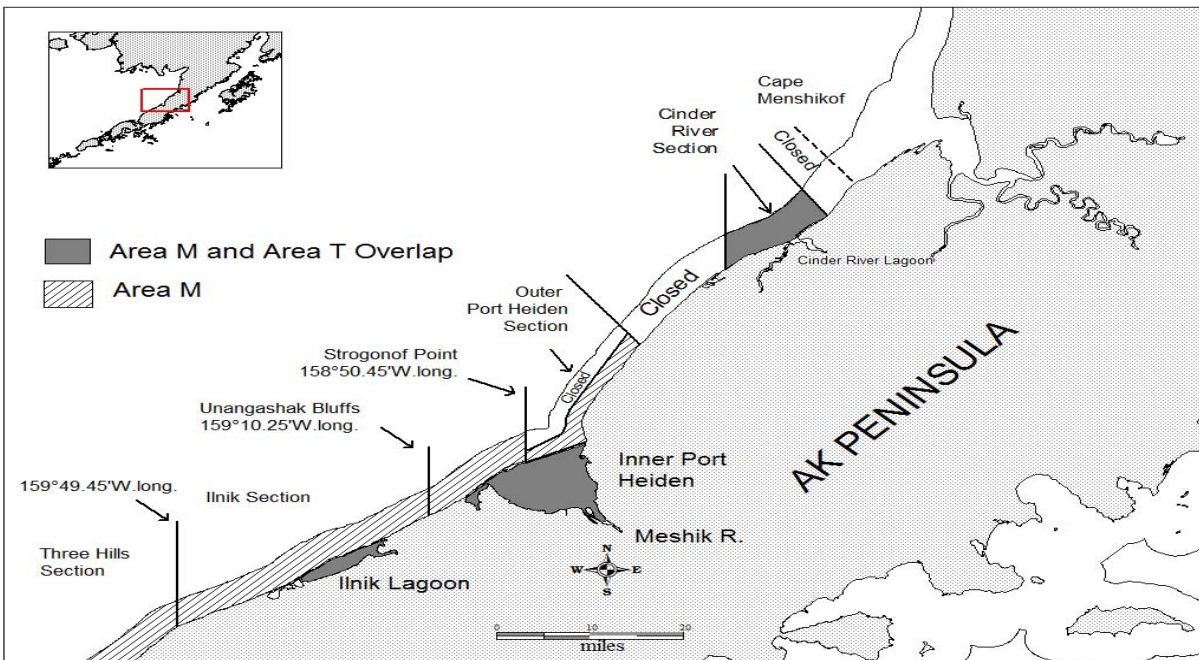 Cape
Menshikof
Cinder
River
Section
Closed
Area M and Area T Overlap
Area M
Cinder River Lagoon
Closed
Outer
Port Heiden
Section
Strogonof Point
158°50.45'W.long.
Closed
Unangashak Bluffs
159°10.25'W.long.
AK PENINSULA
Inner Port
Heiden
159°49.45'W.long.
Ilnik Section
Meshik R.
Three Hills
Section
Ilnik Lagoon
N
W E
S
0 10 20
miles